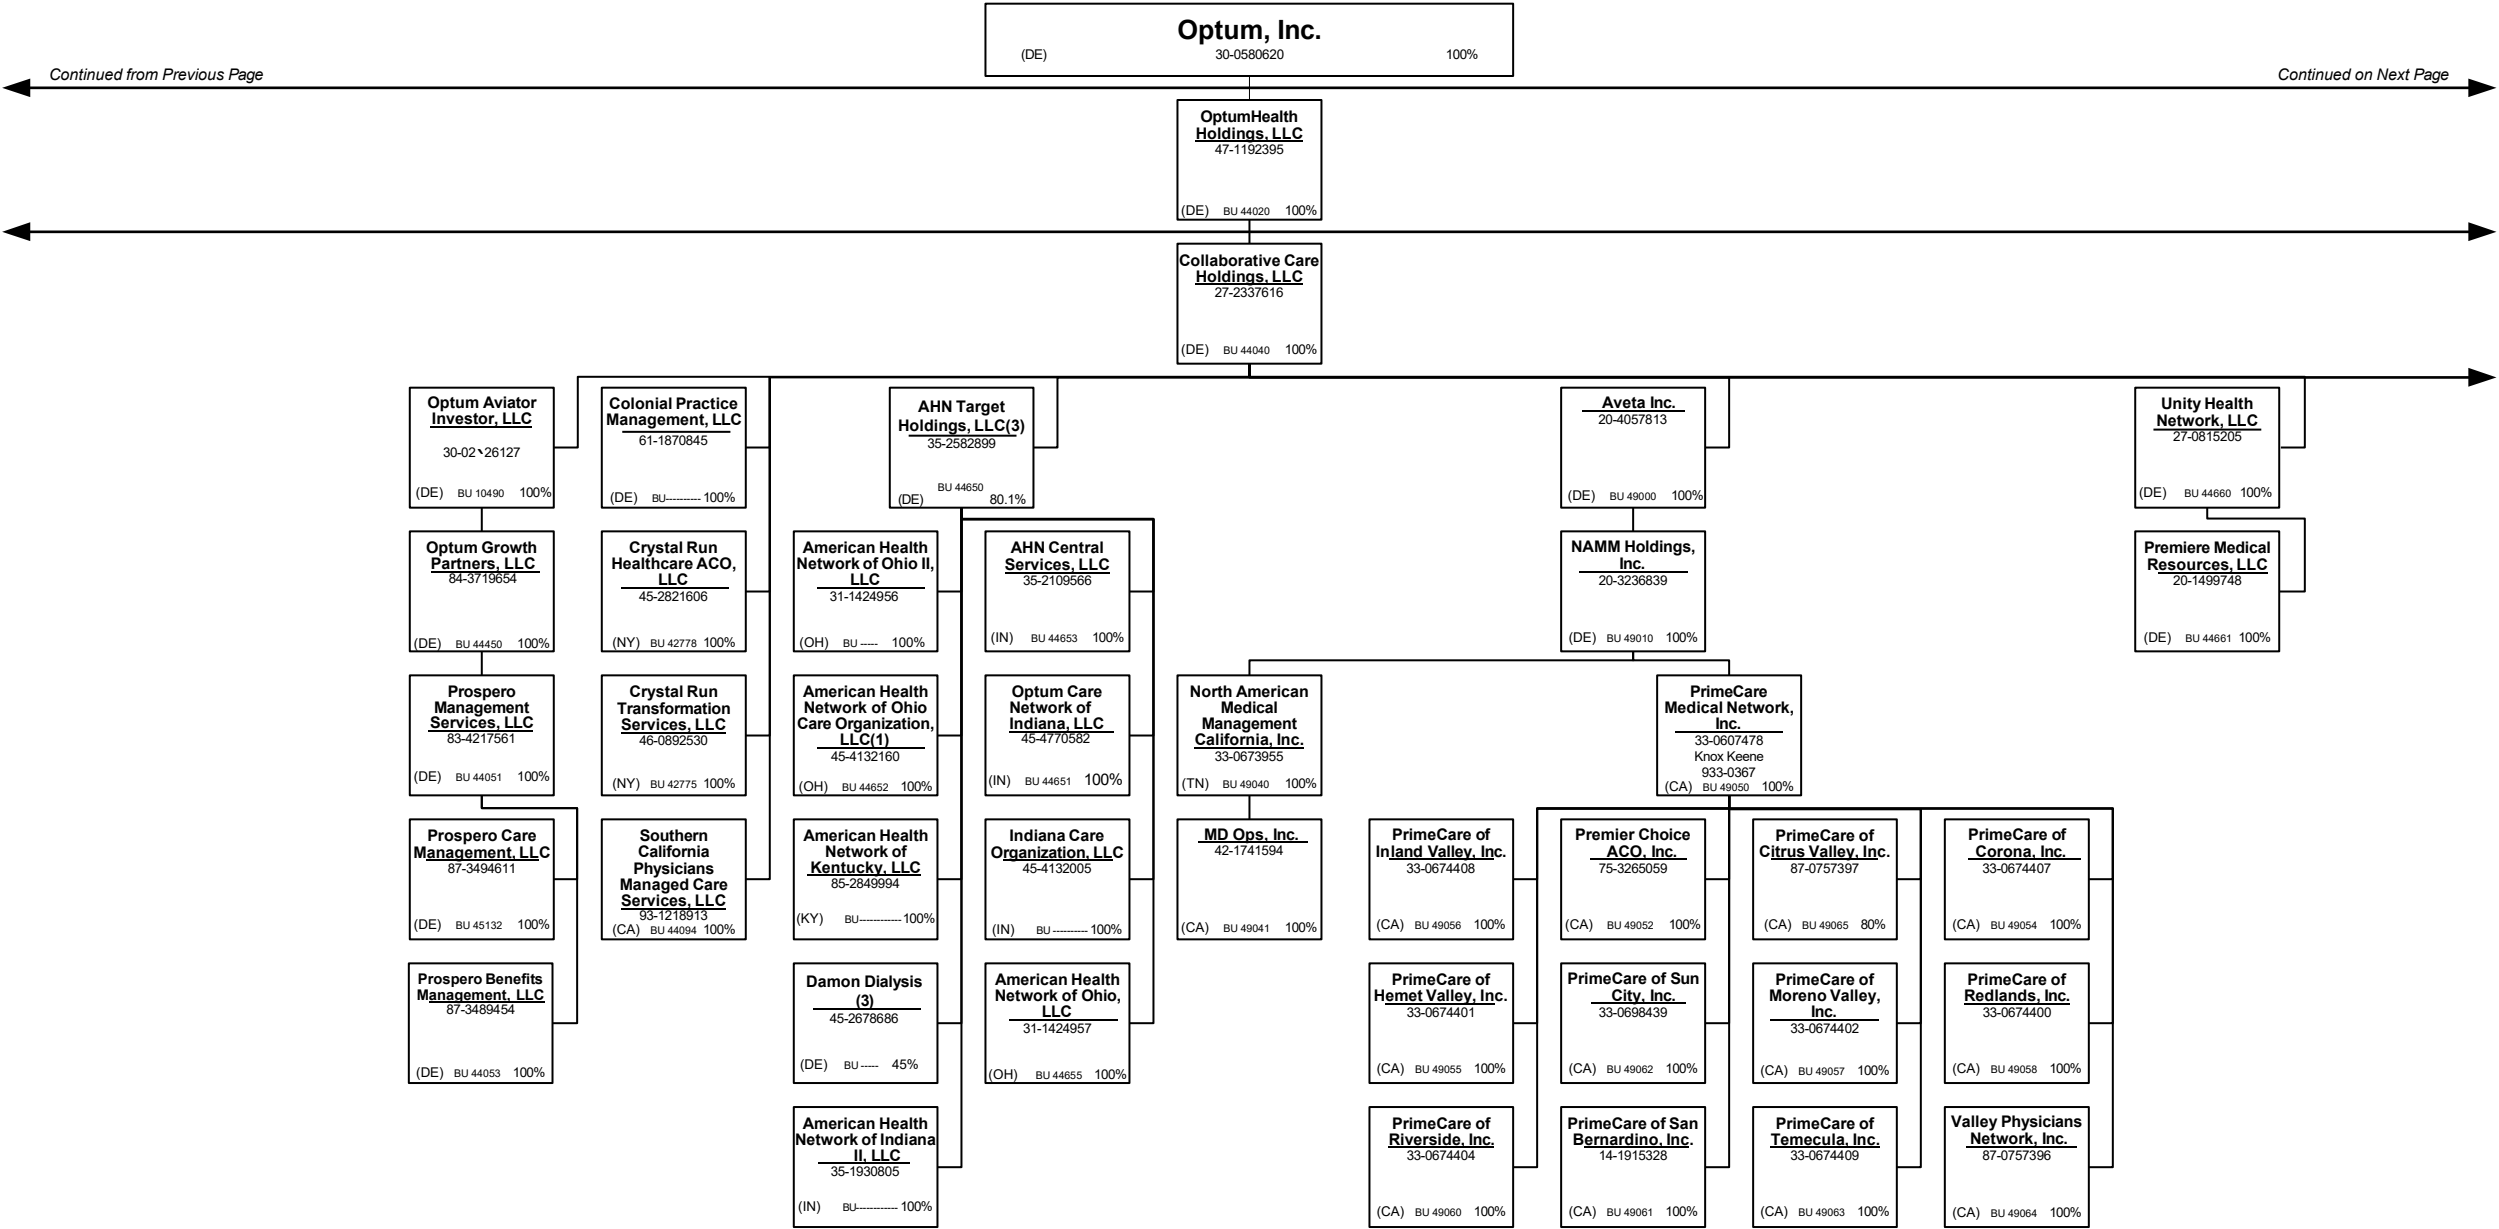 Optum, Inc.
(DE) 30-0580620 100%
Continued from Previous Page
Continued on Next Page
OptumHealth
Holdings, LLC
47-1192395
(DE) BU 44020 100%
Collaborative Care
Holdings, LLC
27-2337616
(DE) BU 44040 100%
Optum Aviator
Investor, LLC
30-02`26127
(DE) BU 10490 100%
Colonial Practice
Management, LLC
61-1870845
(DE) BU---------- 100%
AHN Target
Holdings, LLC(3)
35-2582899
BU 44650
(DE) 80.1%
Aveta Inc.
20-4057813
(DE) BU 49000 100%
Unity Health
Network, LLC
27-0815205
(DE) BU 44660 100%
Optum Growth
Partners, LLC
84-3719654
(DE) BU 44450 100%
Crystal Run
Healthcare ACO,
LLC
45-2821606
(NY) BU 42778 100%
American Health
Network of Ohio II,
LLC
31-1424956
(OH) BU ----- 100%
AHN Central
Services, LLC
35-2109566
(IN) BU 44653 100%
NAMM Holdings,
Inc.
20-3236839
(DE) BU 49010 100%
Premiere Medical
Resources, LLC
20-1499748
(DE) BU 44661 100%
Prospero
Management
Services, LLC
83-4217561
(DE) BU 44051 100%
Crystal Run
Transformation
Services, LLC
46-0892530
(NY) BU 42775 100%
American Health
Network of Ohio
Care Organization,
LLC(1)
45-4132160
(OH) BU 44652 100%
Optum Care
Network of
Indiana, LLC
45-4770582
(IN) BU 44651 100%
North American
Medical
Management
California, Inc.
33-0673955
(TN) BU 49040 100%
PrimeCare
Medical Network,
Inc.
33-0607478
Knox Keene
933-0367
(CA) BU 49050 100%
Prospero Care
Management, LLC
87-3494611
(DE) BU 45132 100%
Southern
California
Physicians
Managed Care
Services, LLC
93-1218913
(CA) BU 44094 100%
American Health
Network of
Kentucky, LLC
85-2849994
(KY) BU------------ 100%
Indiana Care
Organization, LLC
45-4132005
(IN) BU ---------- 100%
MD Ops, Inc.
42-1741594
(CA) BU 49041 100%
PrimeCare of
Inland Valley, Inc.
33-0674408
(CA) BU 49056 100%
Premier Choice
ACO, Inc.
75-3265059
(CA) BU 49052 100%
PrimeCare of
Citrus Valley, Inc.
87-0757397
(CA) BU 49065 80%
PrimeCare of
Corona, Inc.
33-0674407
(CA) BU 49054 100%
Prospero Benefits
Management, LLC
87-3489454
(DE) BU 44053 100%
Damon Dialysis
(3)
45-2678686
(DE) BU ----- 45%
American Health
Network of Ohio,
LLC
31-1424957
(OH) BU 44655 100%
PrimeCare of
Hemet Valley, Inc.
33-0674401
(CA) BU 49055 100%
PrimeCare of Sun
City, Inc.
33-0698439
(CA) BU 49062 100%
PrimeCare of
Moreno Valley,
Inc.
33-0674402
(CA) BU 49057 100%
PrimeCare of
Redlands, Inc.
33-0674400
(CA) BU 49058 100%
American Health
Network of Indiana
II, LLC
35-1930805
(IN) BU------------ 100%
PrimeCare of
Riverside, Inc.
33-0674404
(CA) BU 49060 100%
PrimeCare of San
Bernardino, Inc.
14-1915328
(CA) BU 49061 100%
PrimeCare of
Temecula, Inc.
33-0674409
(CA) BU 49063 100%
Valley Physicians
Network, Inc.
87-0757396
(CA) BU 49064 100%